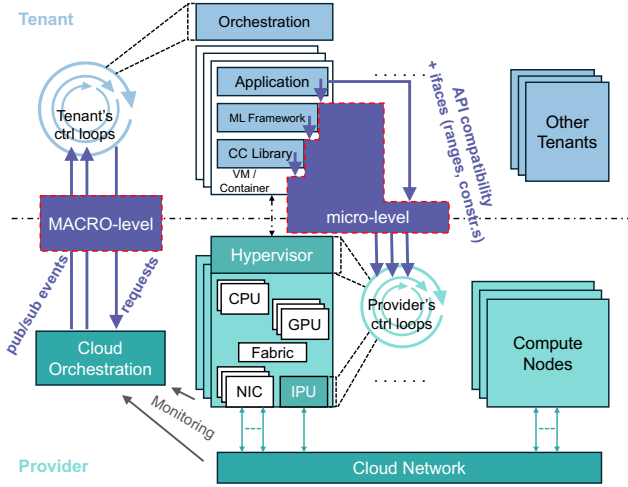 Tenant
Orchestration
Application
ML Framework
CC Library
VM /
Container
Tenant's
ctrl loops
API compatibility
+ ifaces (ranges, constr.s)
Other
Tenants
MACRO-level
micro-level
pub/sub events
requests
Hypervisor
CPU
GPU
Fabric
NIC
IPU
Provider's
ctrl loops
Compute
Nodes
Cloud
Orchestration
Monitoring
Cloud Network
Provider